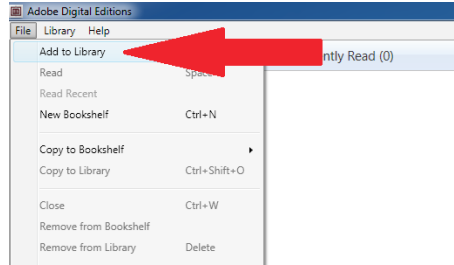 Adobe Digital Editions
File Library Help
Add to Library
ntly Read (0)
Read Space
Read Recent
New Bookshelf Ctrl+N
Copy to Bookshelf
Copy to Library Ctrl+Shift+O
Close Ctrl+W
Remove from Bookshelf
Remove from Library Delete